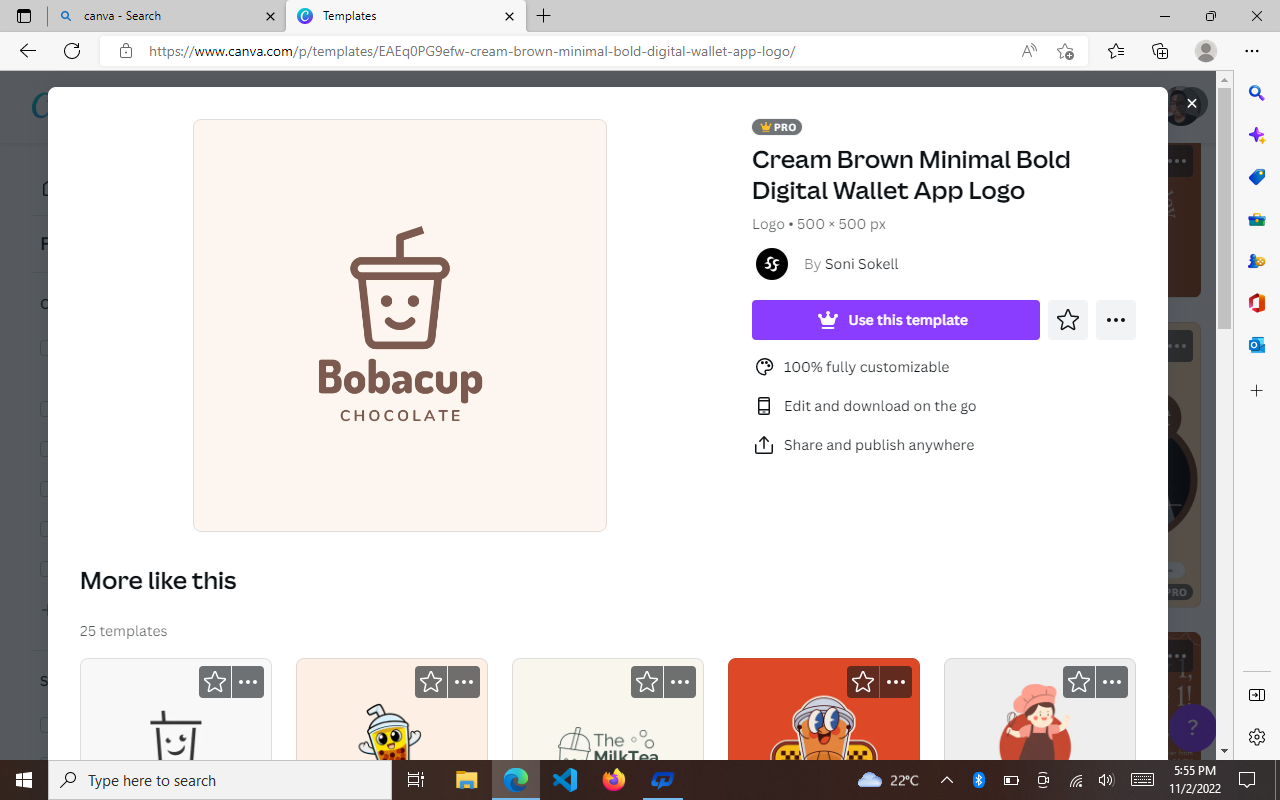 canva - Search
Templates
https://www.canva.com/p/templates/EAEq0PG9efw-cream-brown-minimal-bold-digital-wallet-app-logo/
PRO
Cream Brown Minimal Bold
Digital Wallet App Logo
Logo • 500 × 500 px
By Soni Sokell
Use this template
100% fully customizable
Edit and download on the go
Share and publish anywhere
Bobacup
CHOCOLATE
More like this
25 templates
The
MilkTea
PRO
?
Type here to search
22°C
5:55 PM
11/2/2022